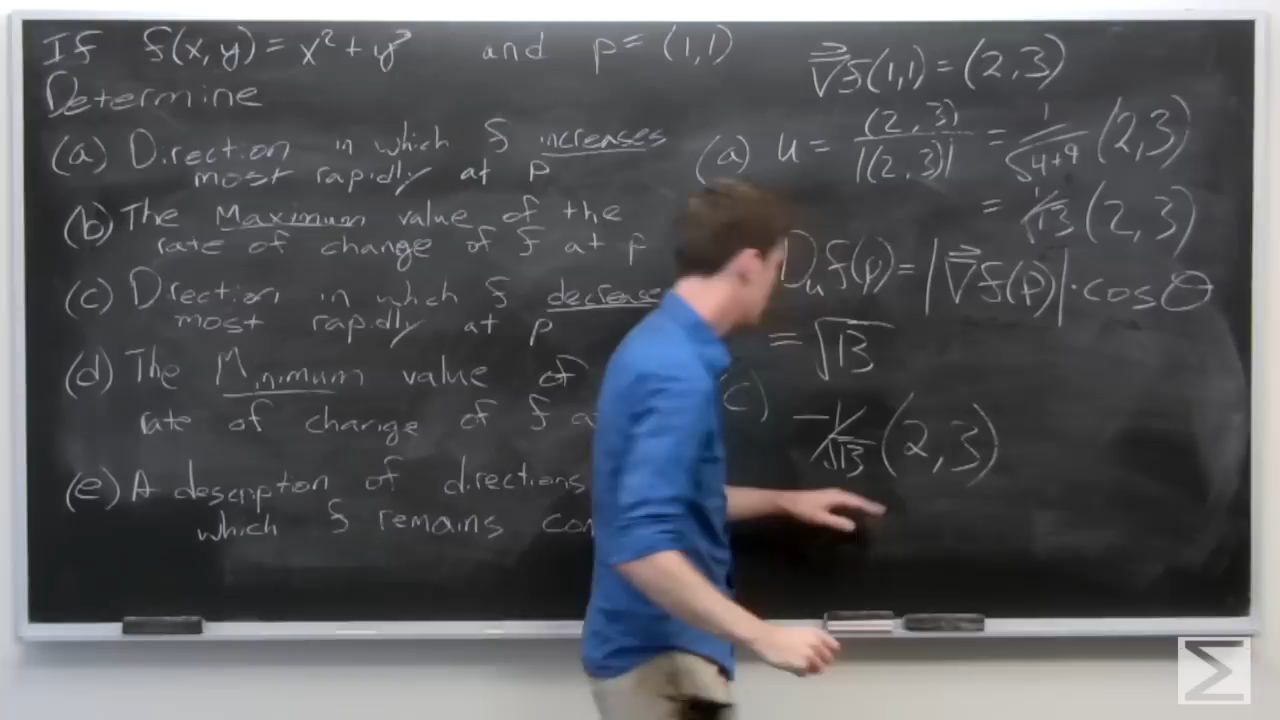 If f(x,y) = x² + y³ and p = (1,1)
Determine
(a) Direction in which f increases
most rapidly at p
(b) The Maximum value of the
rate of change of f at p
(c) Direction in which f decrease
most rapidly at p
(d) The Minimum value of
rate of change of f a
(e) A description of directions
which f remains con
∇⃗f(1,1) = (2,3)
(a) u = (2,3)/|(2,3)| = 1/√4+9 (2,3)
= 1/√13 (2,3)
Duf(p) = |∇⃗f(p)|·cosθ
= √13
(c) -1/√13 (2,3)
Σ